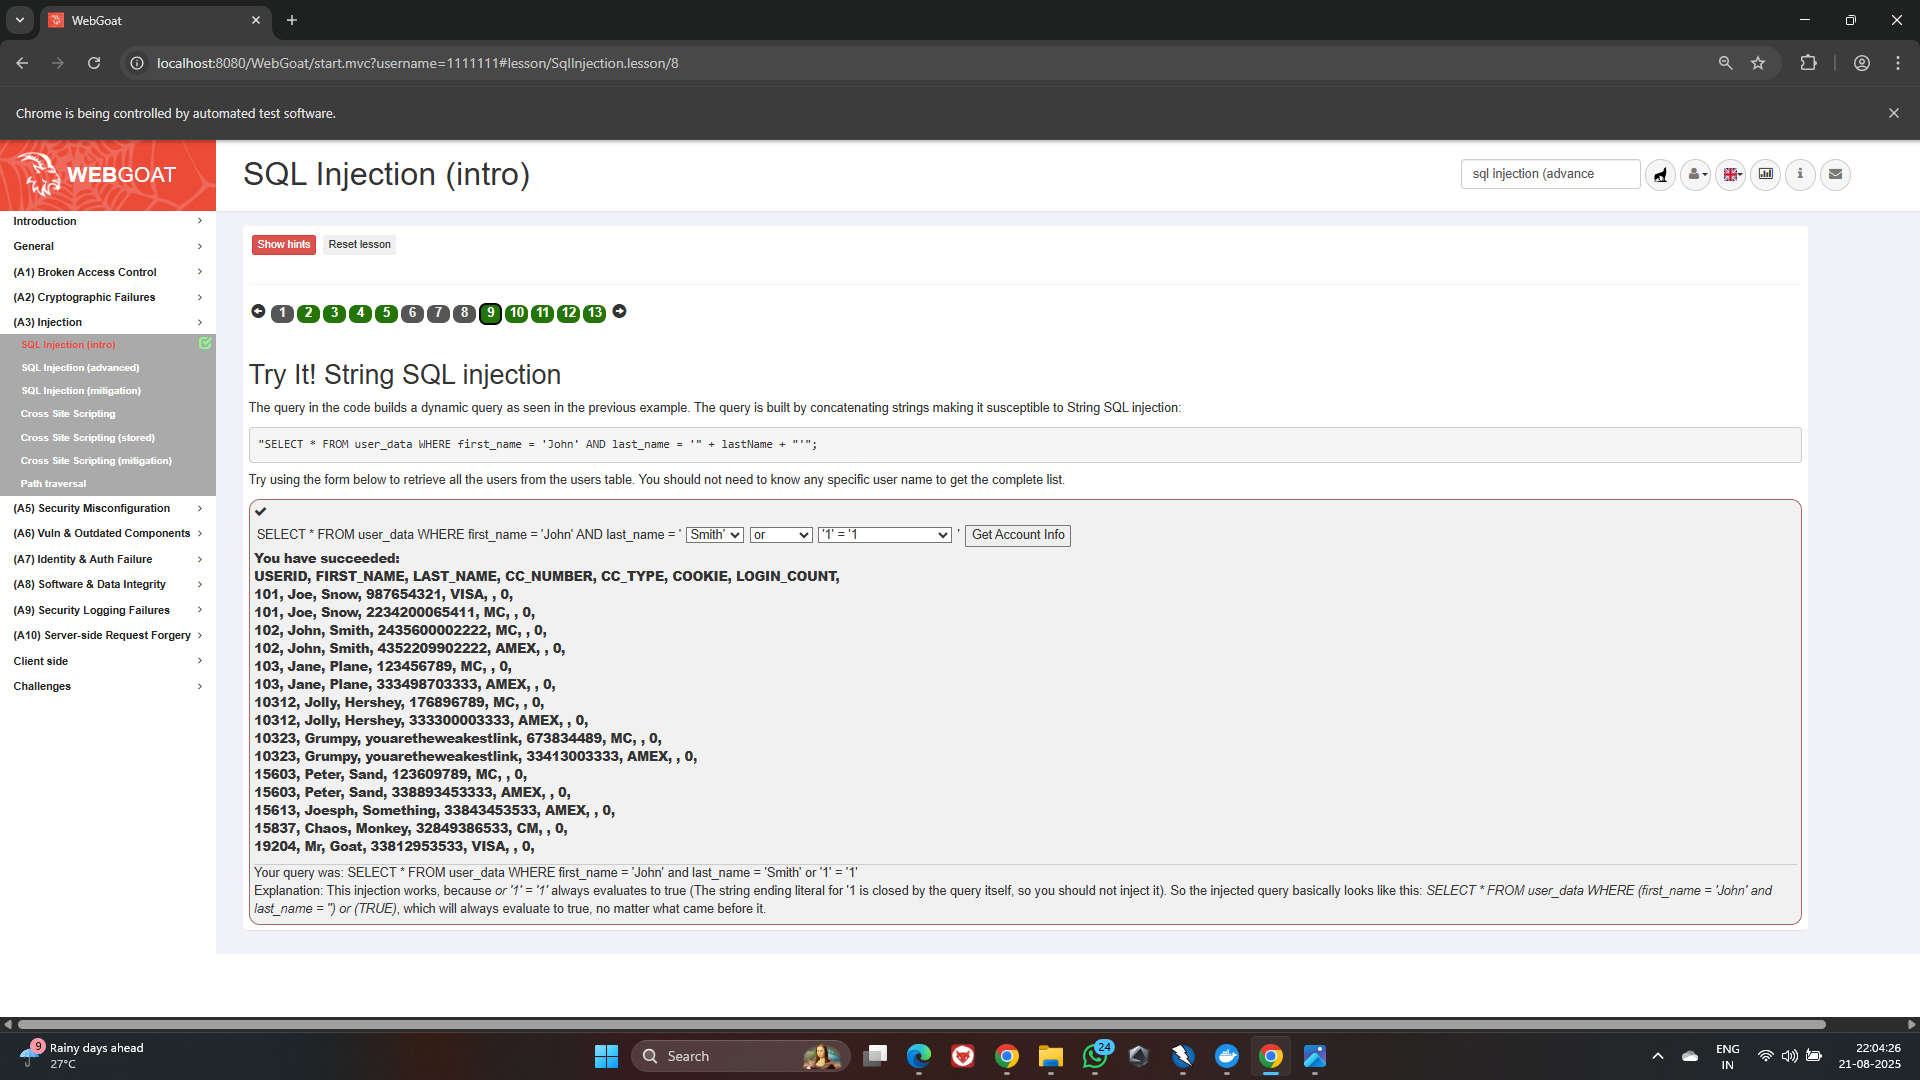 WebGoat
localhost:8080/WebGoat/start.mvc?username=1111111#lesson/SqlInjection.lesson/8
Chrome is being controlled by automated test software.
WEBGOAT
SQL Injection (intro)
sql injection (advance
Introduction
General
(A1) Broken Access Control
(A2) Cryptographic Failures
(A3) Injection
SQL Injection (intro)
SQL Injection (advanced)
SQL Injection (mitigation)
Cross Site Scripting
Cross Site Scripting (stored)
Cross Site Scripting (mitigation)
Path traversal
(A5) Security Misconfiguration
(A6) Vuln & Outdated Components
(A7) Identity & Auth Failure
(A8) Software & Data Integrity
(A9) Security Logging Failures
(A10) Server-side Request Forgery
Client side
Challenges
Show hints Reset lesson
1 2 3 4 5 6 7 8 9 10 11 12 13
Try It! String SQL injection
The query in the code builds a dynamic query as seen in the previous example. The query is built by concatenating strings making it susceptible to String SQL injection:
"SELECT * FROM user_data WHERE first_name = 'John' AND last_name = '" + lastName + "'";
Try using the form below to retrieve all the users from the users table. You should not need to know any specific user name to get the complete list.
SELECT * FROM user_data WHERE first_name = 'John' AND last_name = ' Smith' or '1' = '1 ' Get Account Info
You have succeeded:
USERID, FIRST_NAME, LAST_NAME, CC_NUMBER, CC_TYPE, COOKIE, LOGIN_COUNT,
101, Joe, Snow, 987654321, VISA, , 0,
101, Joe, Snow, 2234200065411, MC, , 0,
102, John, Smith, 2435600002222, MC, , 0,
102, John, Smith, 4352209902222, AMEX, , 0,
103, Jane, Plane, 123456789, MC, , 0,
103, Jane, Plane, 333498703333, AMEX, , 0,
10312, Jolly, Hershey, 176896789, MC, , 0,
10312, Jolly, Hershey, 333300003333, AMEX, , 0,
10323, Grumpy, youaretheweakestlink, 673834489, MC, , 0,
10323, Grumpy, youaretheweakestlink, 33413003333, AMEX, , 0,
15603, Peter, Sand, 123609789, MC, , 0,
15603, Peter, Sand, 338893453333, AMEX, , 0,
15613, Joesph, Something, 33843453533, AMEX, , 0,
15837, Chaos, Monkey, 32849386533, CM, , 0,
19204, Mr, Goat, 33812953533, VISA, , 0,
Your query was: SELECT * FROM user_data WHERE first_name = 'John' and last_name = 'Smith' or '1' = '1'
Explanation: This injection works, because or '1' = '1' always evaluates to true (The string ending literal for '1 is closed by the query itself, so you should not inject it). So the injected query basically looks like this: SELECT * FROM user_data WHERE (first_name = 'John' and
last_name = '') or (TRUE), which will always evaluate to true, no matter what came before it.
9
Rainy days ahead
27°C
Search
24
ENG
IN
22:04:26
21-08-2025